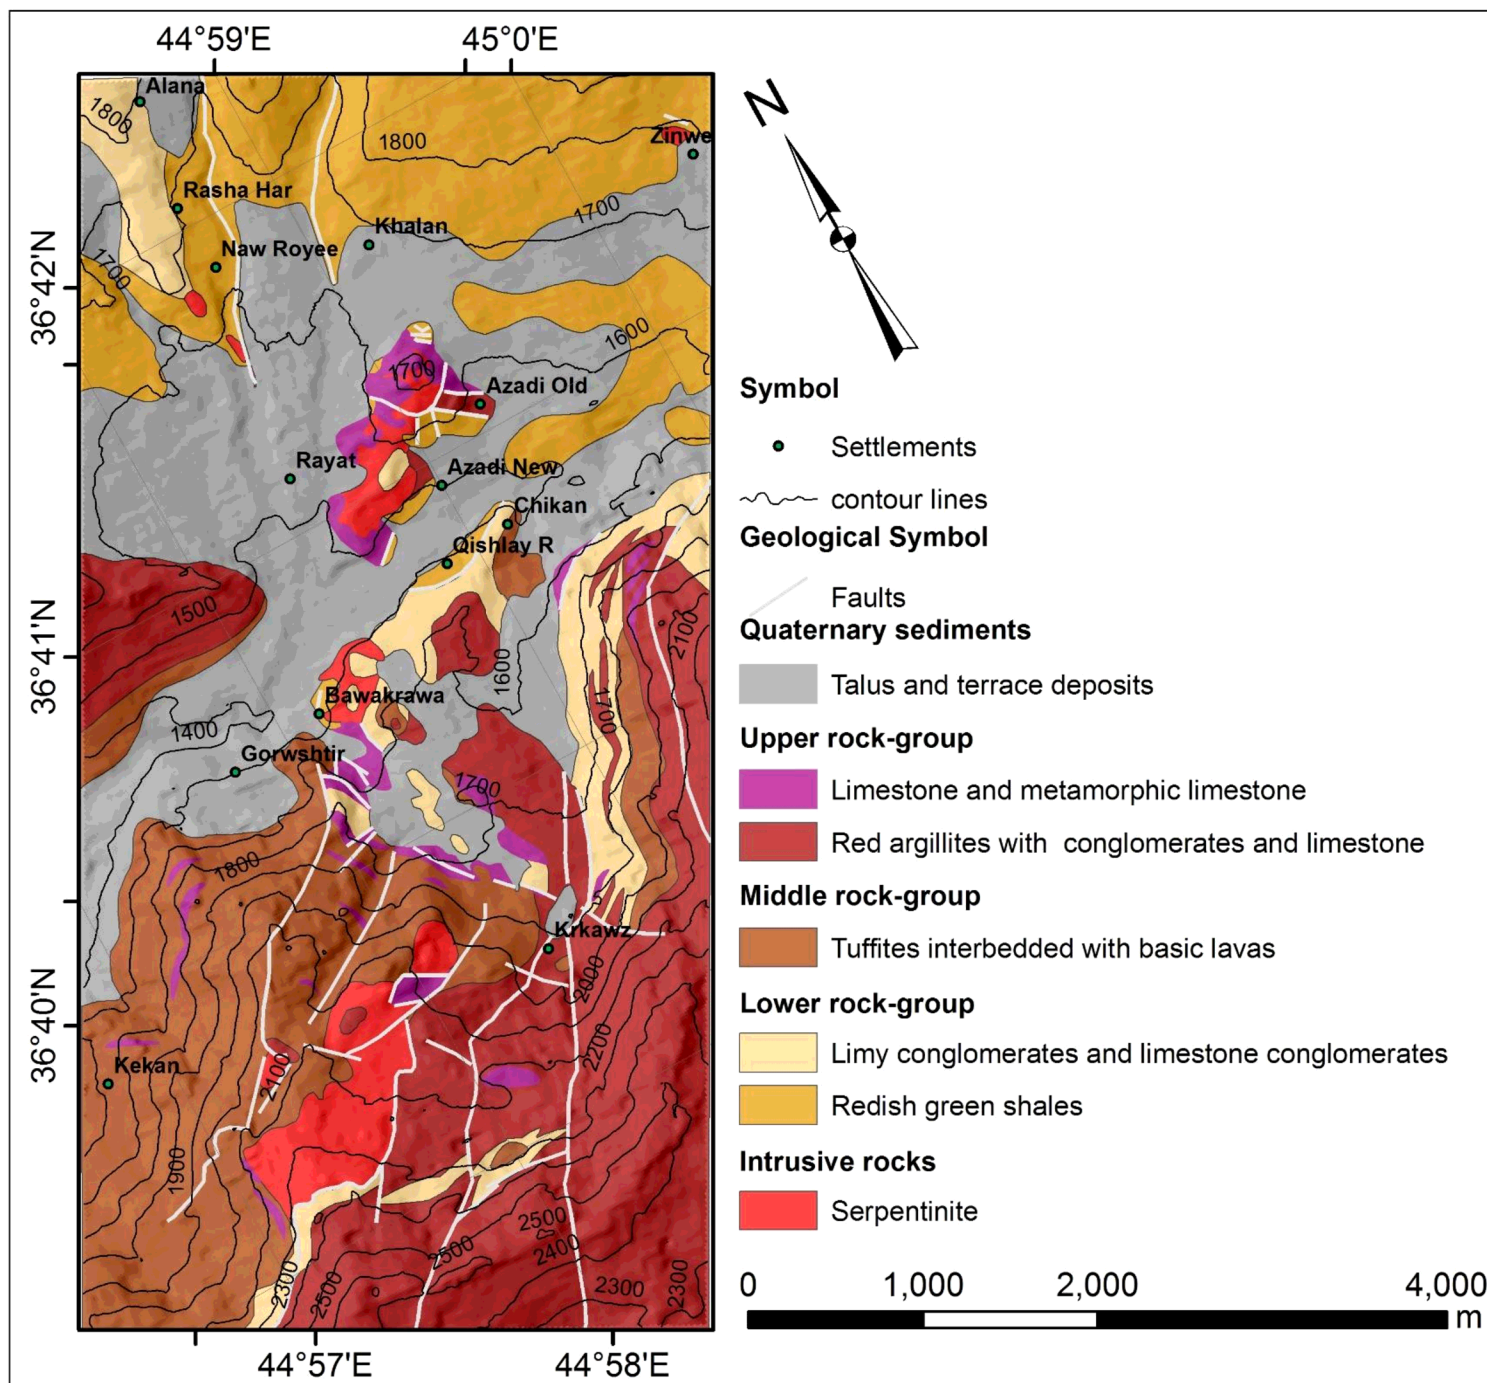 44°59'E 45°0'E
Alana
1800
1800
Zinwe
Rasha Har
1700
Khalan
Naw Royee
1700
36°42'N
1600
1700
Azadi Old
Rayat
Azadi New
Chikan
Qishlay R
1500
2100
36°41'N
1600
1700
Bawakrawa
1400
Gorwshtir
1700
1800
Krkawz
2000
36°40'N
2200
Kekan
2100
1900
2500
2500
2400
2300
2500
2300
2300
44°57'E 44°58'E
N
Symbol
Settlements
contour lines
Geological Symbol
Faults
Quaternary sediments
Talus and terrace deposits
Upper rock-group
Limestone and metamorphic limestone
Red argillites with conglomerates and limestone
Middle rock-group
Tuffites interbedded with basic lavas
Lower rock-group
Limy conglomerates and limestone conglomerates
Redish green shales
Intrusive rocks
Serpentinite
0 1,000 2,000 4,000
m